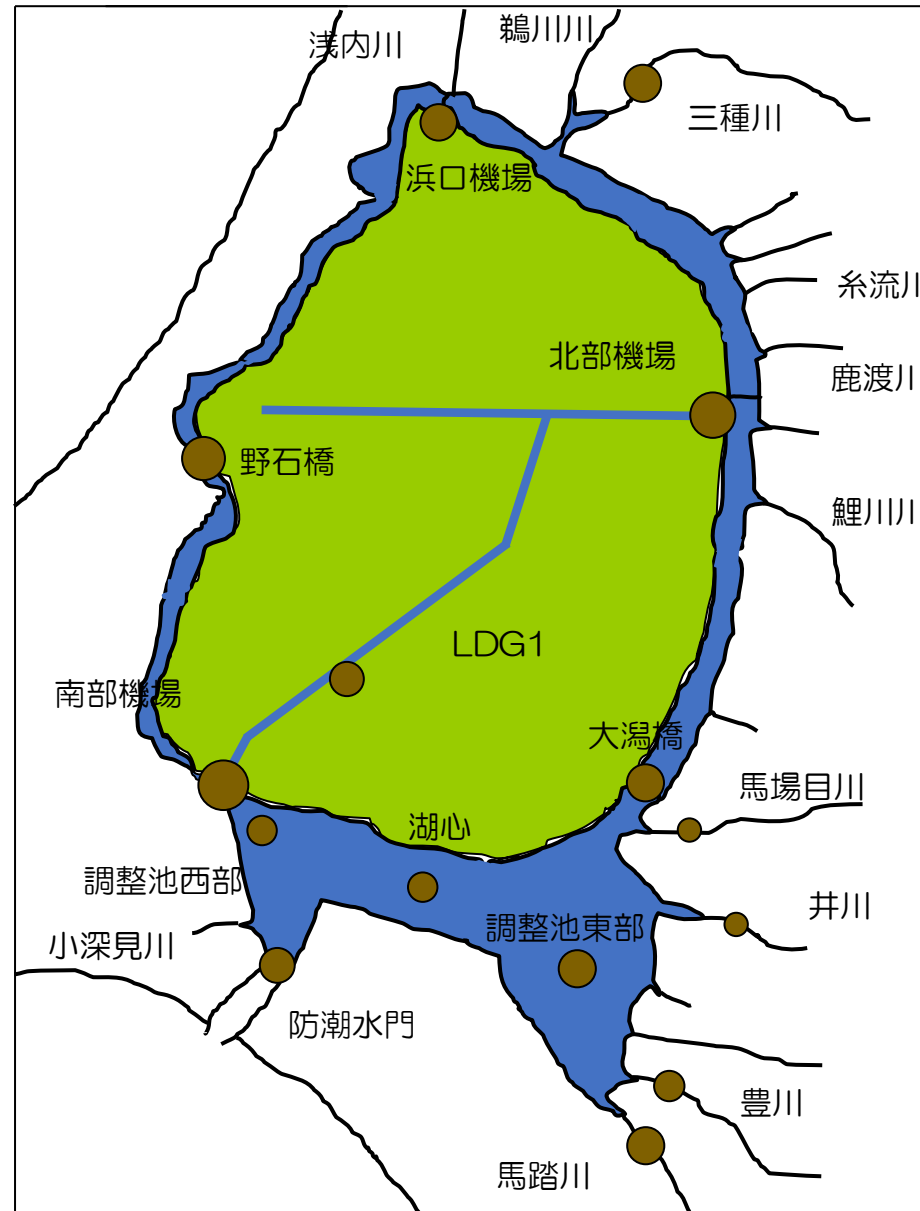 浅内川
鵜川川
三種川
浜口機場
糸流川
北部機場
鹿渡川
野石橋
鯉川川
LDG1
南部機場
大潟橋
馬場目川
湖心
調整池西部
井川
調整池東部
小深見川
防潮水門
豊川
馬踏川